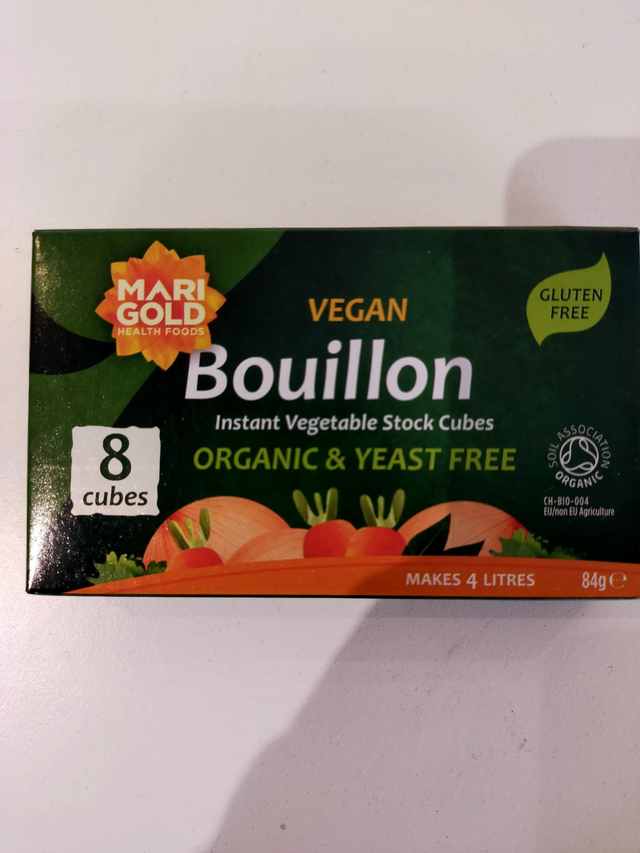 MARI
GOLD
HEALTH FOODS
VEGAN
GLUTEN
FREE
Bouillon
Instant Vegetable Stock Cubes
ORGANIC & YEAST FREE
8
cubes
SOIL ASSOCIATION
ORGANIC
CH-BIO-004
EU/non EU Agriculture
MAKES 4 LITRES
84g ℮